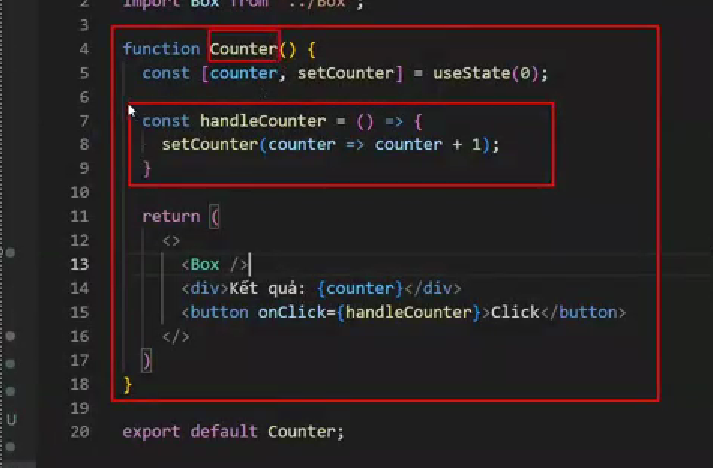 2 import Box from '../Box';
3
4 function Counter() {
5 const [counter, setCounter] = useState(0);
6
7 const handleCounter = () => {
8 setCounter(counter => counter + 1);
9 }
10
11 return (
12 <>
13 <Box />
14 <div>Kết quả: {counter}</div>
15 <button onClick={handleCounter}>Click</button>
16 </>
17 )
18 }
19
20 export default Counter;
U